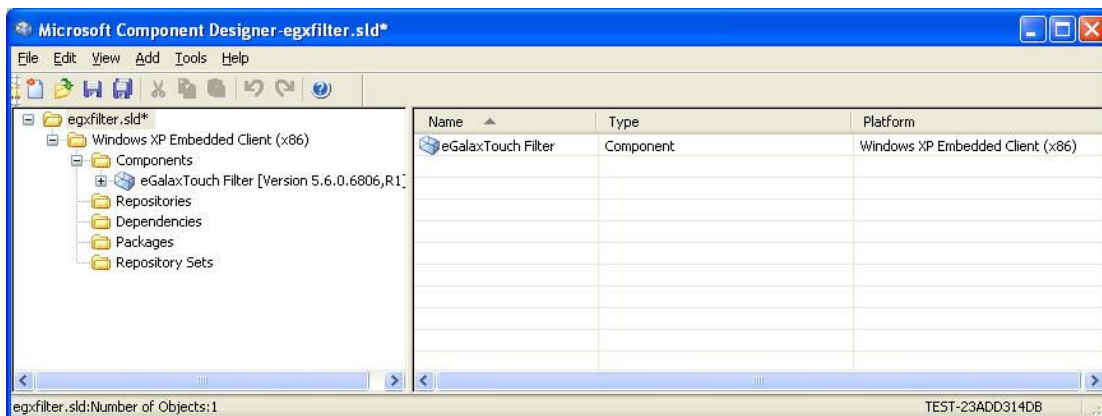 Microsoft Component Designer-egxfilter.sld*
File Edit View Add Tools Help
egxfilter.sld*
Windows XP Embedded Client (x86)
Components
eGalaxTouch Filter [Version 5.6.0.6806,R1]
Repositories
Dependencies
Packages
Repository Sets
Name Type Platform
eGalaxTouch Filter Component Windows XP Embedded Client (x86)
egxfilter.sld:Number of Objects:1 TEST-23ADD314DB